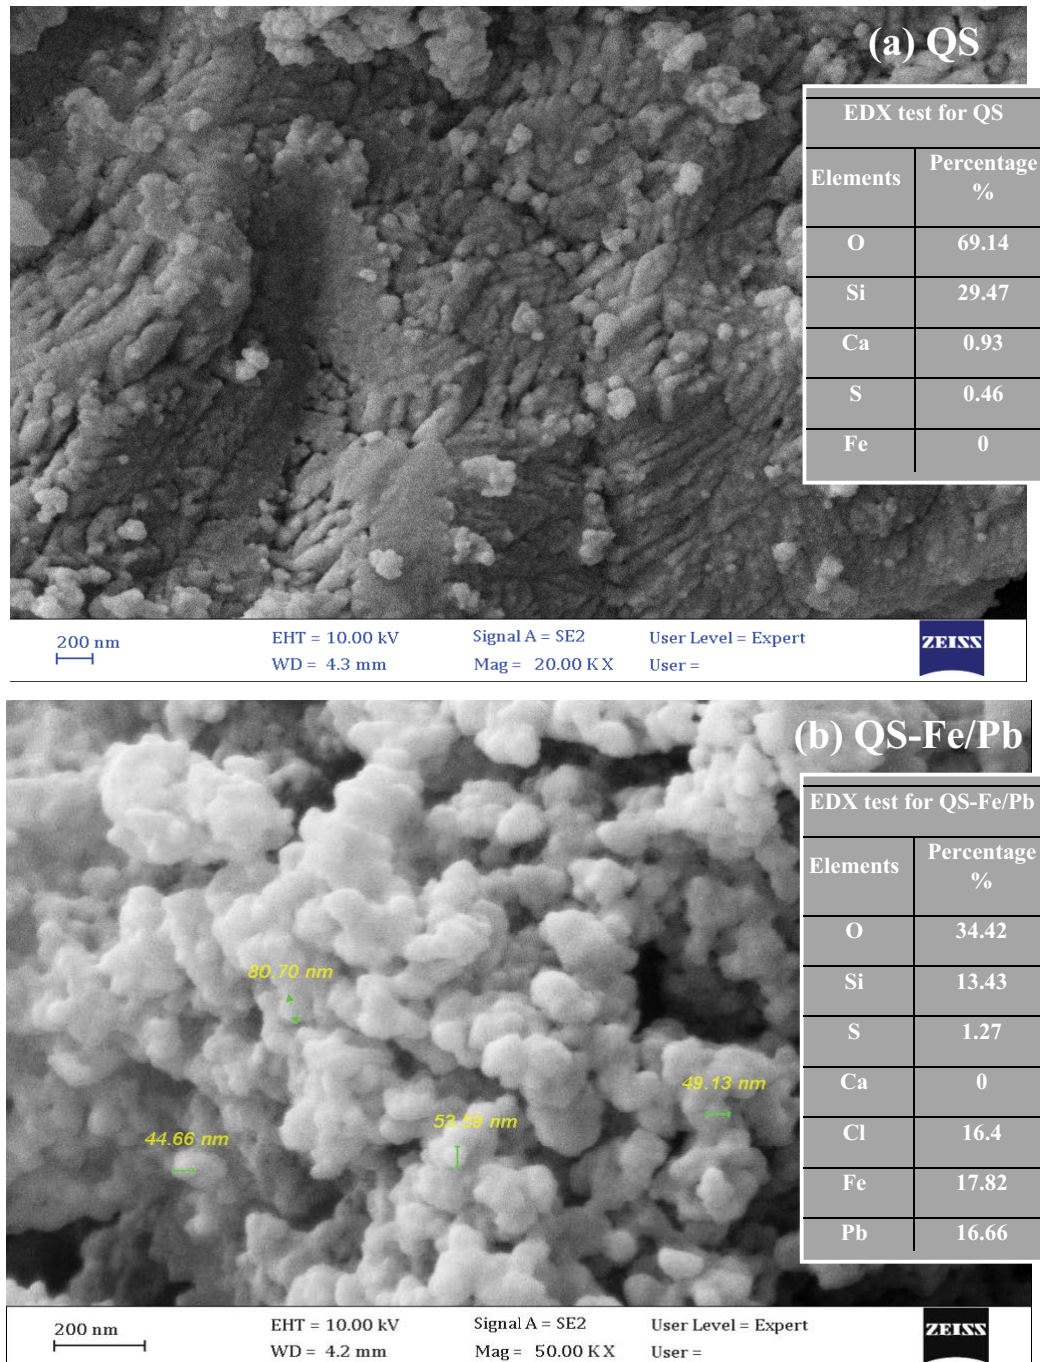 (a) QS
EDX test for QS
Elements Percentage
%
O 69.14
Si 29.47
Ca 0.93
S 0.46
Fe 0
200 nm EHT = 10.00 kV Signal A = SE2 User Level = Expert ZEISS
WD = 4.3 mm Mag = 20.00 K X User =
(b) QS-Fe/Pb
EDX test for QS-Fe/Pb
Elements Percentage
%
O 34.42
Si 13.43
S 1.27
Ca 0
Cl 16.4
Fe 17.82
Pb 16.66
80.70 nm
49.13 nm
53.59 nm
44.66 nm
200 nm EHT = 10.00 kV Signal A = SE2 User Level = Expert ZEISS
WD = 4.2 mm Mag = 50.00 K X User =